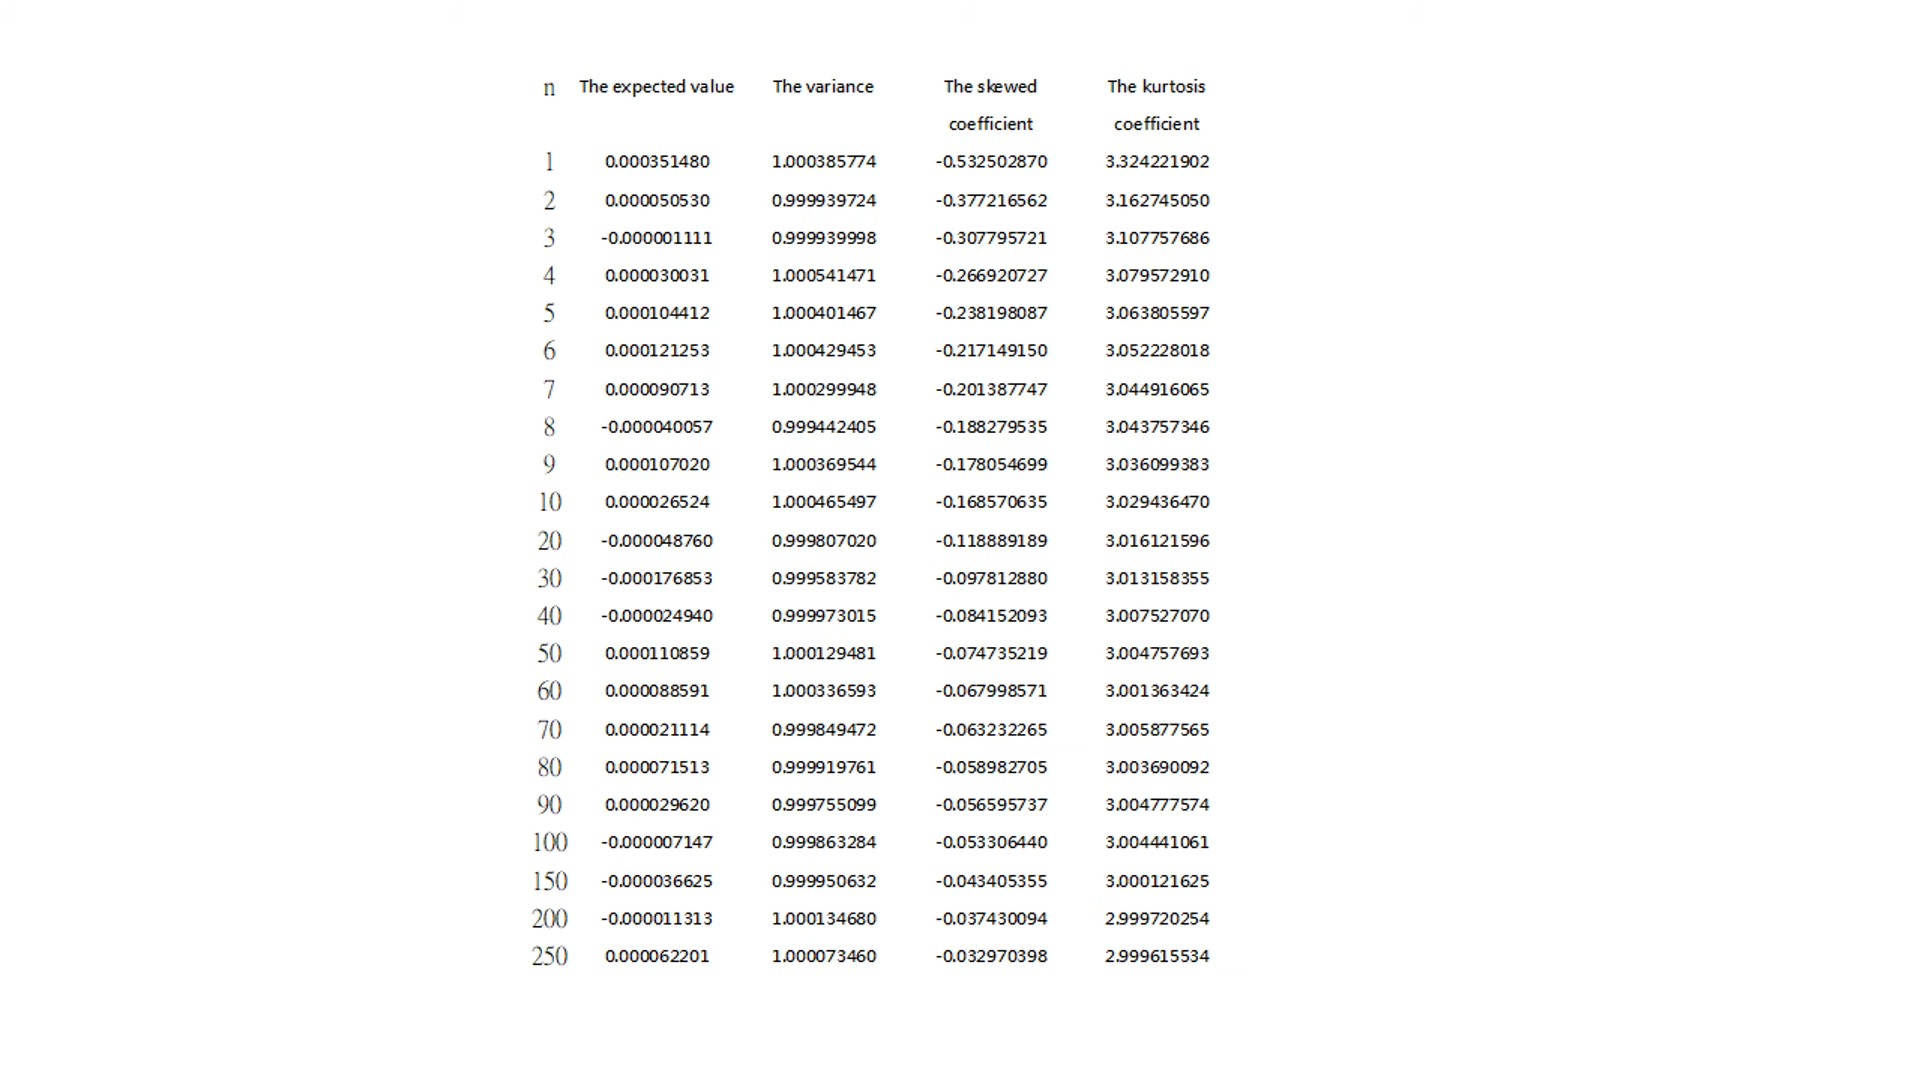 n The expected value The variance The skewed The kurtosis
coefficient coefficient
1 0.000351480 1.000385774 -0.532502870 3.324221902
2 0.000050530 0.999939724 -0.377216562 3.162745050
3 -0.000001111 0.999939998 -0.307795721 3.107757686
4 0.000030031 1.000541471 -0.266920727 3.079572910
5 0.000104412 1.000401467 -0.238198087 3.063805597
6 0.000121253 1.000429453 -0.217149150 3.052228018
7 0.000090713 1.000299948 -0.201387747 3.044916065
8 -0.000040057 0.999442405 -0.188279535 3.043757346
9 0.000107020 1.000369544 -0.178054699 3.036099383
10 0.000026524 1.000465497 -0.168570635 3.029436470
20 -0.000048760 0.999807020 -0.118889189 3.016121596
30 -0.000176853 0.999583782 -0.097812880 3.013158355
40 -0.000024940 0.999973015 -0.084152093 3.007527070
50 0.000110859 1.000129481 -0.074735219 3.004757693
60 0.000088591 1.000336593 -0.067998571 3.001363424
70 0.000021114 0.999849472 -0.063232265 3.005877565
80 0.000071513 0.999919761 -0.058982705 3.003690092
90 0.000029620 0.999755099 -0.056595737 3.004777574
100 -0.000007147 0.999863284 -0.053306440 3.004441061
150 -0.000036625 0.999950632 -0.043405355 3.000121625
200 -0.000011313 1.000134680 -0.037430094 2.999720254
250 0.000062201 1.000073460 -0.032970398 2.999615534